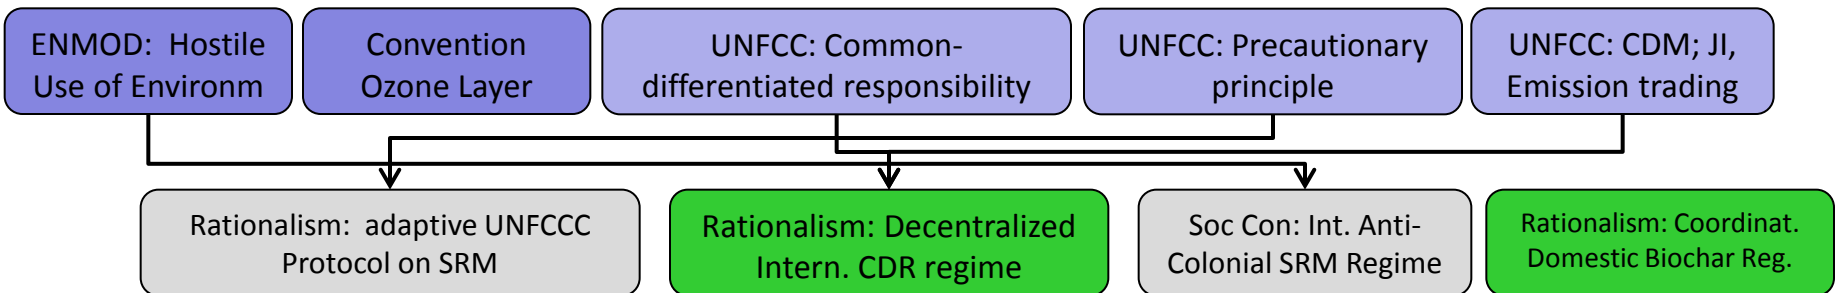 ENMOD: Hostile
Use of Environm
Convention
Ozone Layer
UNFCC: Common-
differentiated responsibility
UNFCC: Precautionary
principle
UNFCC: CDM; JI,
Emission trading
Rationalism: adaptive UNFCCC
Protocol on SRM
Rationalism: Decentralized
Intern. CDR regime
Soc Con: Int. Anti-
Colonial SRM Regime
Rationalism: Coordinat.
Domestic Biochar Reg.